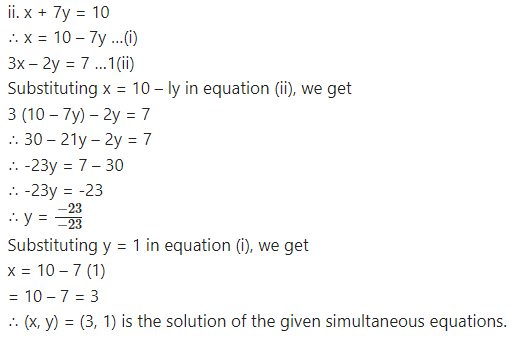 ii. x + 7y = 10
∴ x = 10 – 7y …(i)
3x – 2y = 7 …1(ii)
Substituting x = 10 – ly in equation (ii), we get
3 (10 – 7y) – 2y = 7
∴ 30 – 21y – 2y = 7
∴ -23y = 7 – 30
∴ -23y = -23
∴ y = −23/−23
Substituting y = 1 in equation (i), we get
x = 10 – 7 (1)
= 10 – 7 = 3
∴ (x, y) = (3, 1) is the solution of the given simultaneous equations.